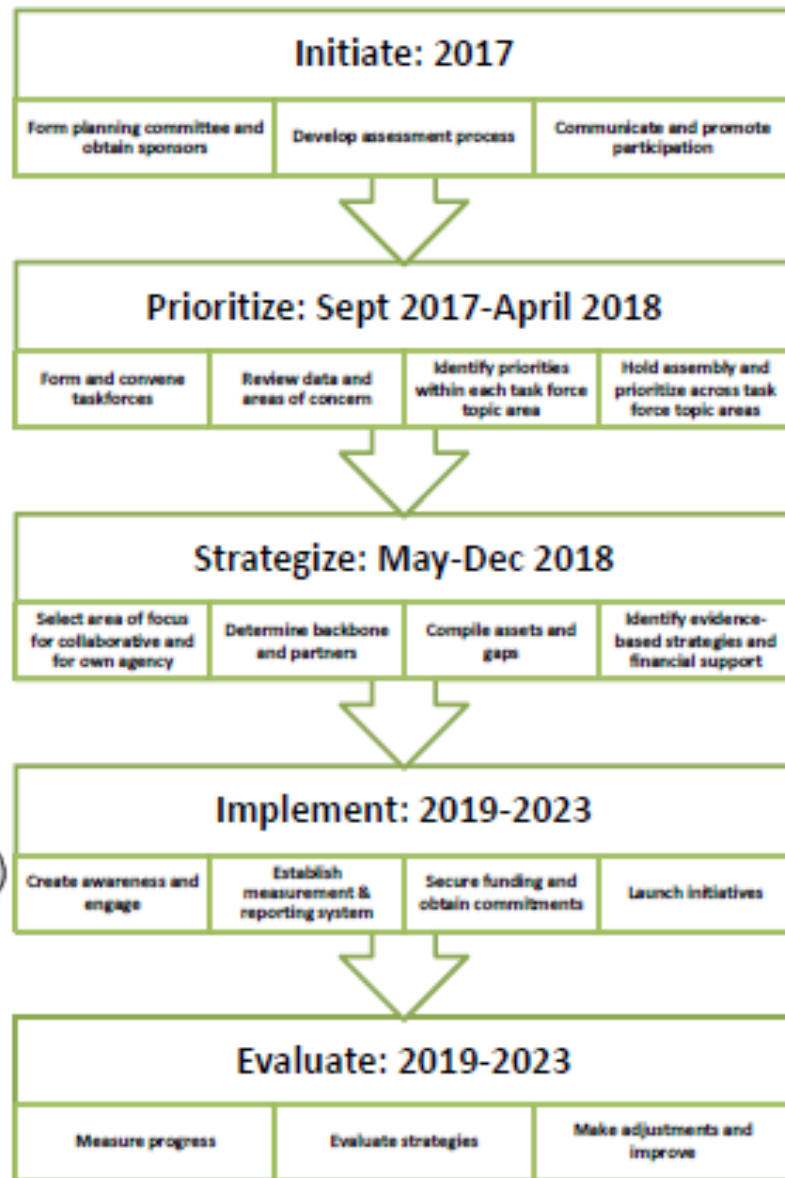 Initiate: 2017
Form planning committee and
obtain sponsors
Develop assessment process
Communicate and promote
participation
Prioritize: Sept 2017-April 2018
Form and convene
taskforces
Review data and
areas of concern
Identify priorities
within each task force
topic area
Hold assembly and
prioritize across task
force topic areas
Strategize: May-Dec 2018
Select area of focus
for collaborative and
for own agency
Determine backbone
and partners
Compile assets and
gaps
Identify evidence-
based strategies and
financial support
Implement: 2019-2023
Create awareness and
engage
Establish
measurement &
reporting system
Secure funding and
obtain commitments
Launch initiatives
Evaluate: 2019-2023
Measure progress
Evaluate strategies
Make adjustments and
improve